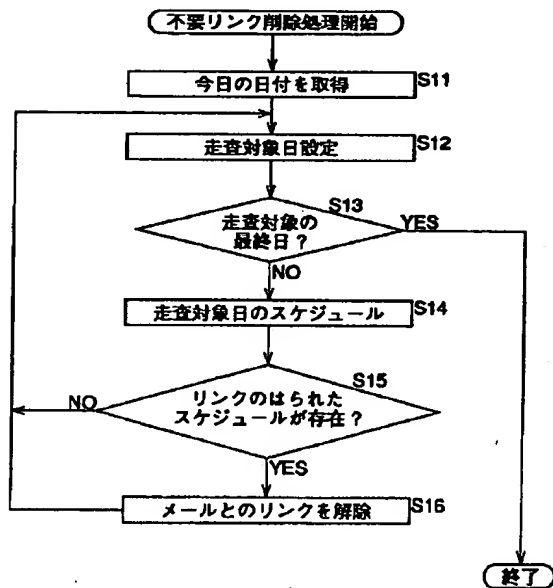 不要リンク削除処理開始
今日の日付を取得
S11
走査対象日設定
S12
S13
走査対象の
最終日？
YES
NO
走査対象日のスケジュール
S14
S15
リンクのはられた
スケジュールが存在？
NO
YES
メールとのリンクを解除
S16
終了